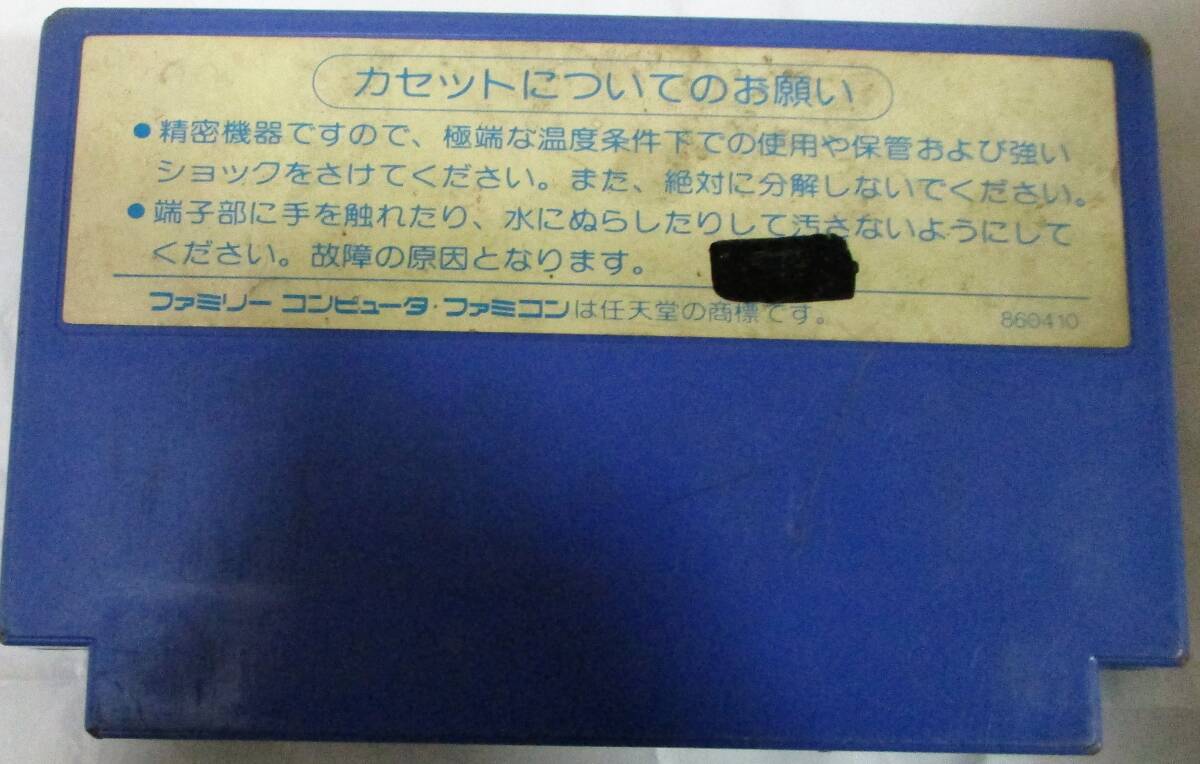 カセットについてのお願い
●精密機器ですので、極端な温度条件下での使用や保管および強い
ショックをさけてください。また、絶対に分解しないでください。
●端子部に手を触れたり、水にぬらしたりして汚さないようにして
ください。故障の原因となります。
ファミリー コンピュータ・ファミコンは任天堂の商標です。
860410